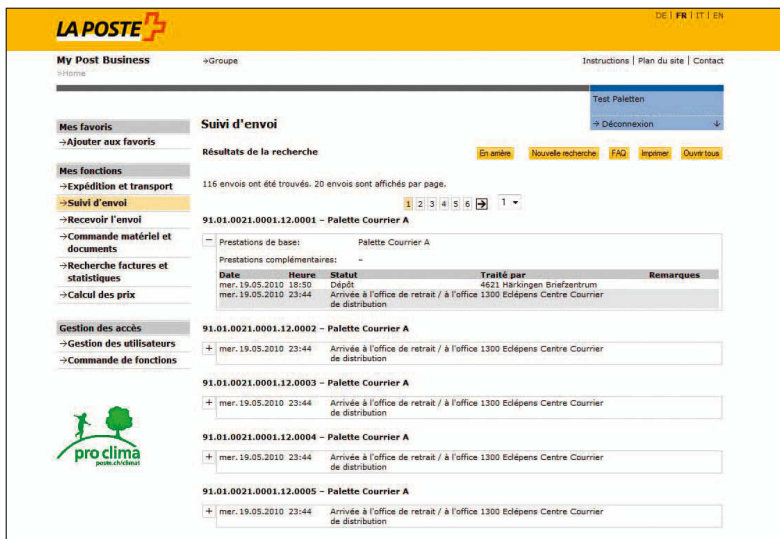 LA POSTE
DE | FR | IT | EN
My Post Business
→Groupe
Instructions | Plan du site | Contact
>Home
Test Paletten
→ Déconnexion
Mes favoris
→Ajouter aux favoris
Mes fonctions
→Expédition et transport
→Suivi d'envoi
→Recevoir l'envoi
→Commande matériel et
documents
→Recherche factures et
statistiques
→Calcul des prix
Gestion des accès
→Gestion des utilisateurs
→Commande de fonctions
pro clima
poste.ch/climat
Suivi d'envoi
Résultats de la recherche
En arrière Nouvelle recherche FAQ Imprimer Ouvrir tous
116 envois ont été trouvés. 20 envois sont affichés par page.
1 2 3 4 5 6 → 1
91.01.0021.0001.12.0001 – Palette Courrier A
Prestations de base: Palette Courrier A
Prestations complémentaires: –
Date Heure Statut Traité par Remarques
mer. 19.05.2010 18:50 Dépôt 4621 Härkingen Briefzentrum
mer. 19.05.2010 23:44 Arrivée à l'office de retrait / à l'office 1300 Eclépens Centre Courrier
de distribution
91.01.0021.0001.12.0002 – Palette Courrier A
+ mer. 19.05.2010 23:44 Arrivée à l'office de retrait / à l'office 1300 Eclépens Centre Courrier
de distribution
91.01.0021.0001.12.0003 – Palette Courrier A
+ mer. 19.05.2010 23:44 Arrivée à l'office de retrait / à l'office 1300 Eclépens Centre Courrier
de distribution
91.01.0021.0001.12.0004 – Palette Courrier A
+ mer. 19.05.2010 23:44 Arrivée à l'office de retrait / à l'office 1300 Eclépens Centre Courrier
de distribution
91.01.0021.0001.12.0005 – Palette Courrier A
+ mer. 19.05.2010 23:44 Arrivée à l'office de retrait / à l'office 1300 Eclépens Centre Courrier
de distribution